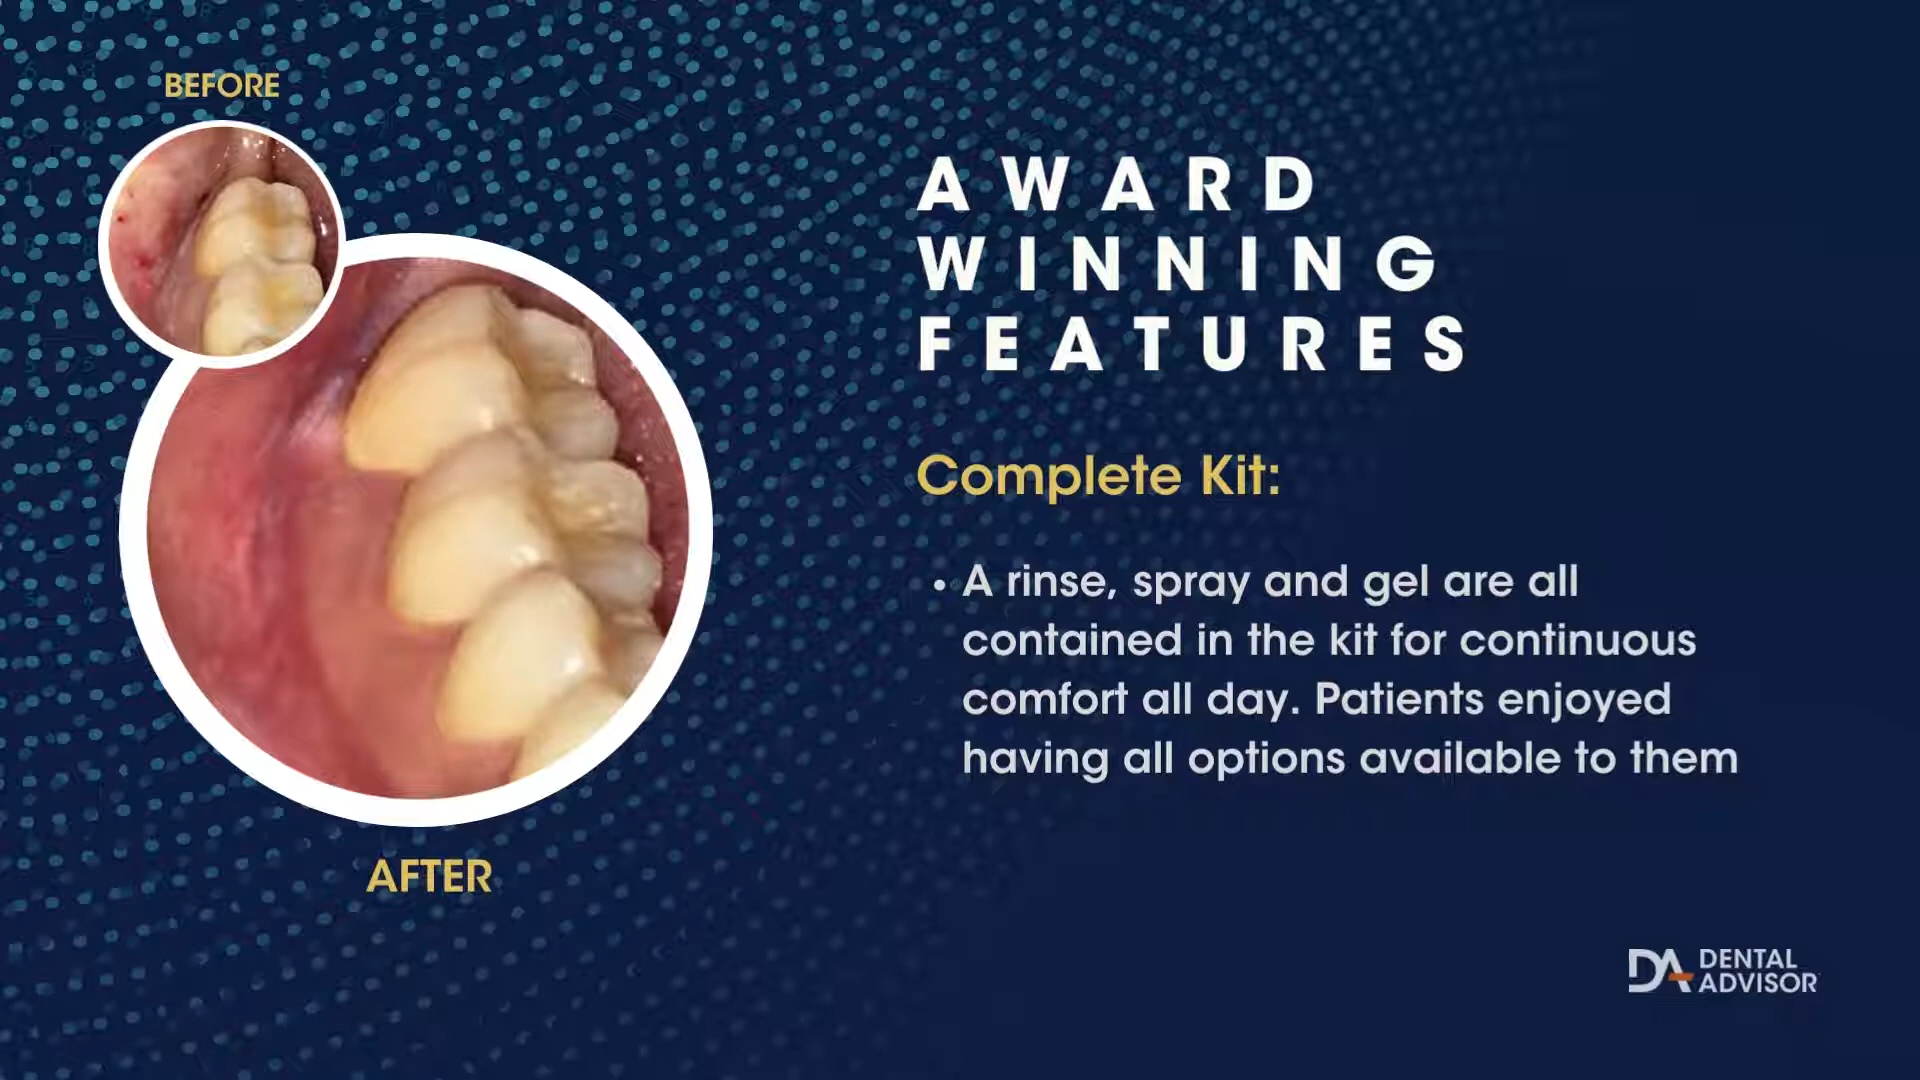 BEFORE
AFTER
AWARD
WINNING
FEATURES
Complete Kit:
• A rinse, spray and gel are all
contained in the kit for continuous
comfort all day. Patients enjoyed
having all options available to them
DA DENTAL
ADVISOR